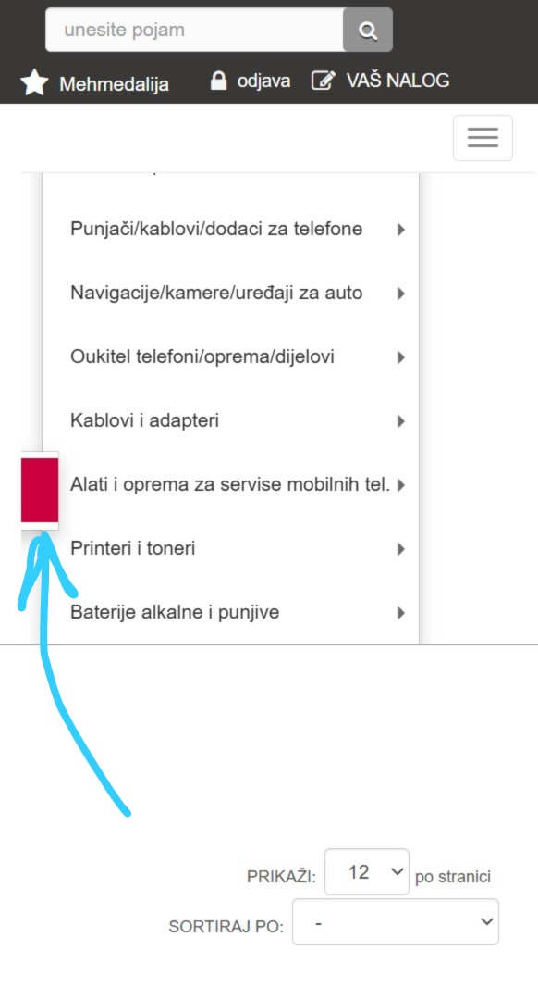 unesite pojam
Mehmedalija odjava VAŠ NALOG
Punjači/kablovi/dodaci za telefone
Navigacije/kamere/uređaji za auto
Oukitel telefoni/oprema/dijelovi
Kablovi i adapteri
Alati i oprema za servise mobilnih tel.
Printeri i toneri
Baterije alkalne i punjive
PRIKAŽI: 12 po stranici
SORTIRAJ PO: -